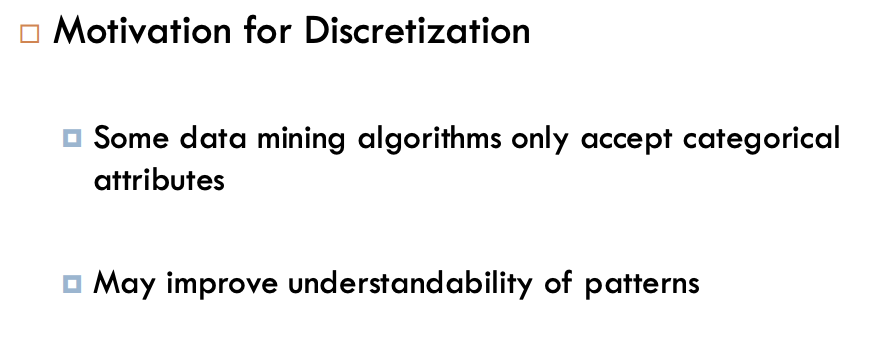 Motivation for Discretization
Some data mining algorithms only accept categorical
attributes
May improve understandability of patterns